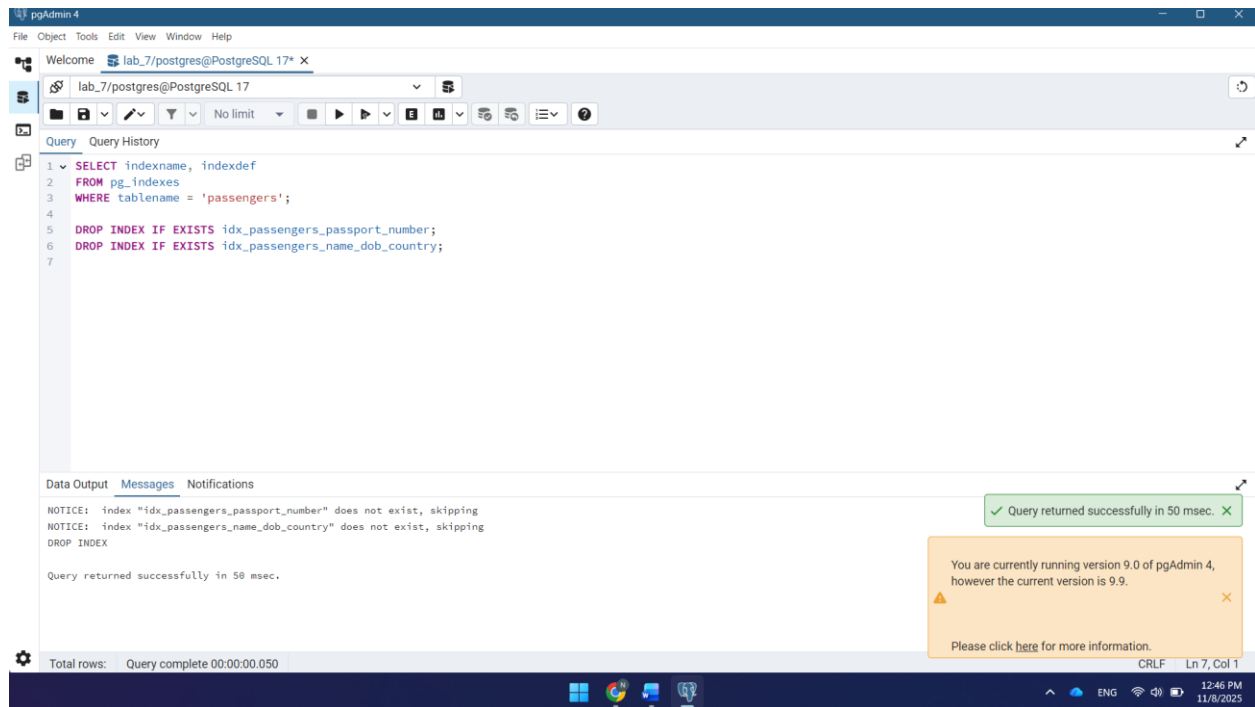 pgAdmin 4
File Object Tools Edit View Window Help
Welcome lab_7/postgres@PostgreSQL 17*
lab_7/postgres@PostgreSQL 17
No limit
E
Query Query History
1 SELECT indexname, indexdef
2 FROM pg_indexes
3 WHERE tablename = 'passengers';
4
5 DROP INDEX IF EXISTS idx_passengers_passport_number;
6 DROP INDEX IF EXISTS idx_passengers_name_dob_country;
7
Data Output Messages Notifications
NOTICE: index "idx_passengers_passport_number" does not exist, skipping
NOTICE: index "idx_passengers_name_dob_country" does not exist, skipping
DROP INDEX
Query returned successfully in 50 msec.
Query returned successfully in 50 msec.
You are currently running version 9.0 of pgAdmin 4,
however the current version is 9.9.
Please click here for more information.
Total rows: Query complete 00:00:00.050
CRLF Ln 7, Col 1
ENG
12:46 PM
11/8/2025